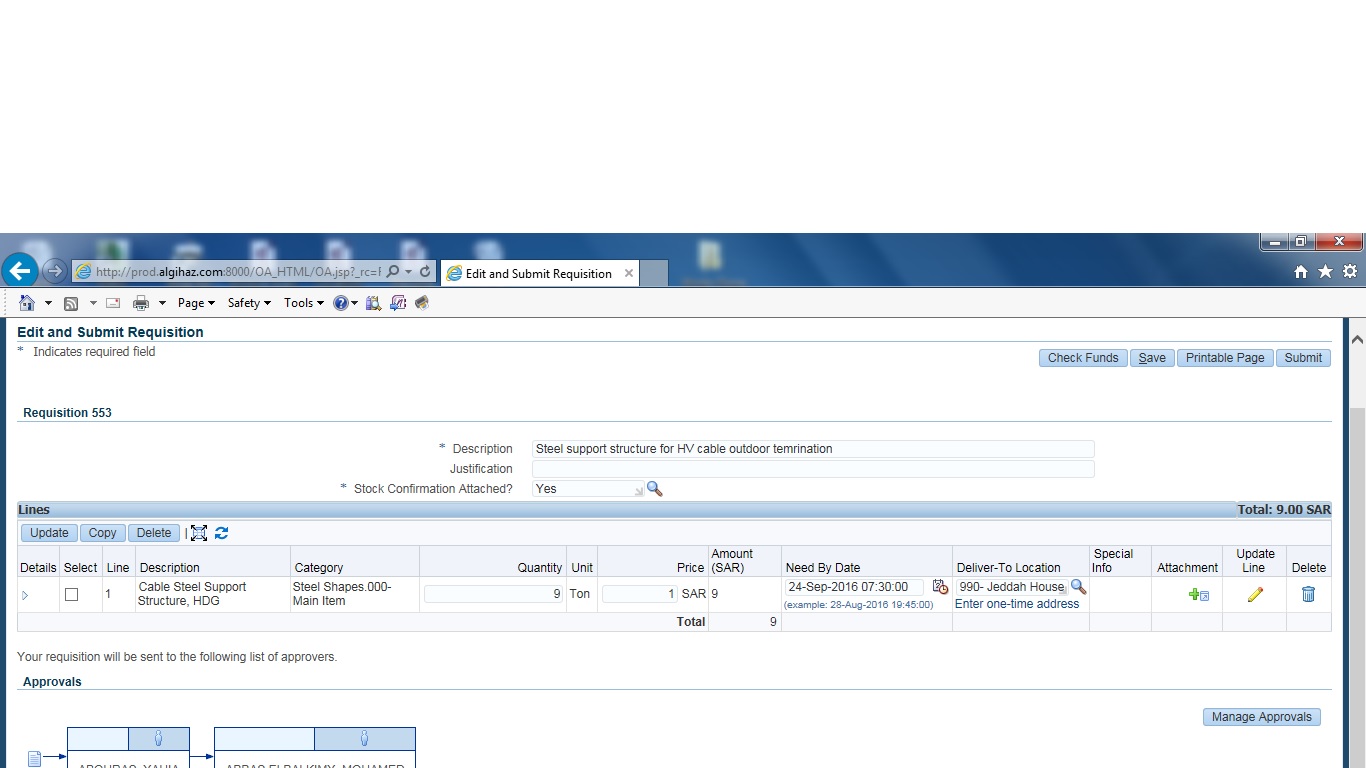 http://prod.algihaz.com:8000/OA_HTML/OA.jsp?_rc=I
Edit and Submit Requisition
Page
Safety
Tools
Edit and Submit Requisition
* Indicates required field
Check Funds Save Printable Page Submit
Requisition 553
* Description Steel support structure for HV cable outdoor temrination
Justification
* Stock Confirmation Attached? Yes
Lines Total: 9.00 SAR
Update Copy Delete
Details Select Line Description Category Quantity Unit Price Amount (SAR) Need By Date Deliver-To Location Special Info Attachment Update Line Delete
1 Cable Steel Support Structure, HDG Steel Shapes.000-Main Item 9 Ton 1 SAR 9 24-Sep-2016 07:30:00 990- Jeddah House
(example: 28-Aug-2016 19:45:00) Enter one-time address
Total 9
Your requisition will be sent to the following list of approvers.
Approvals
Manage Approvals